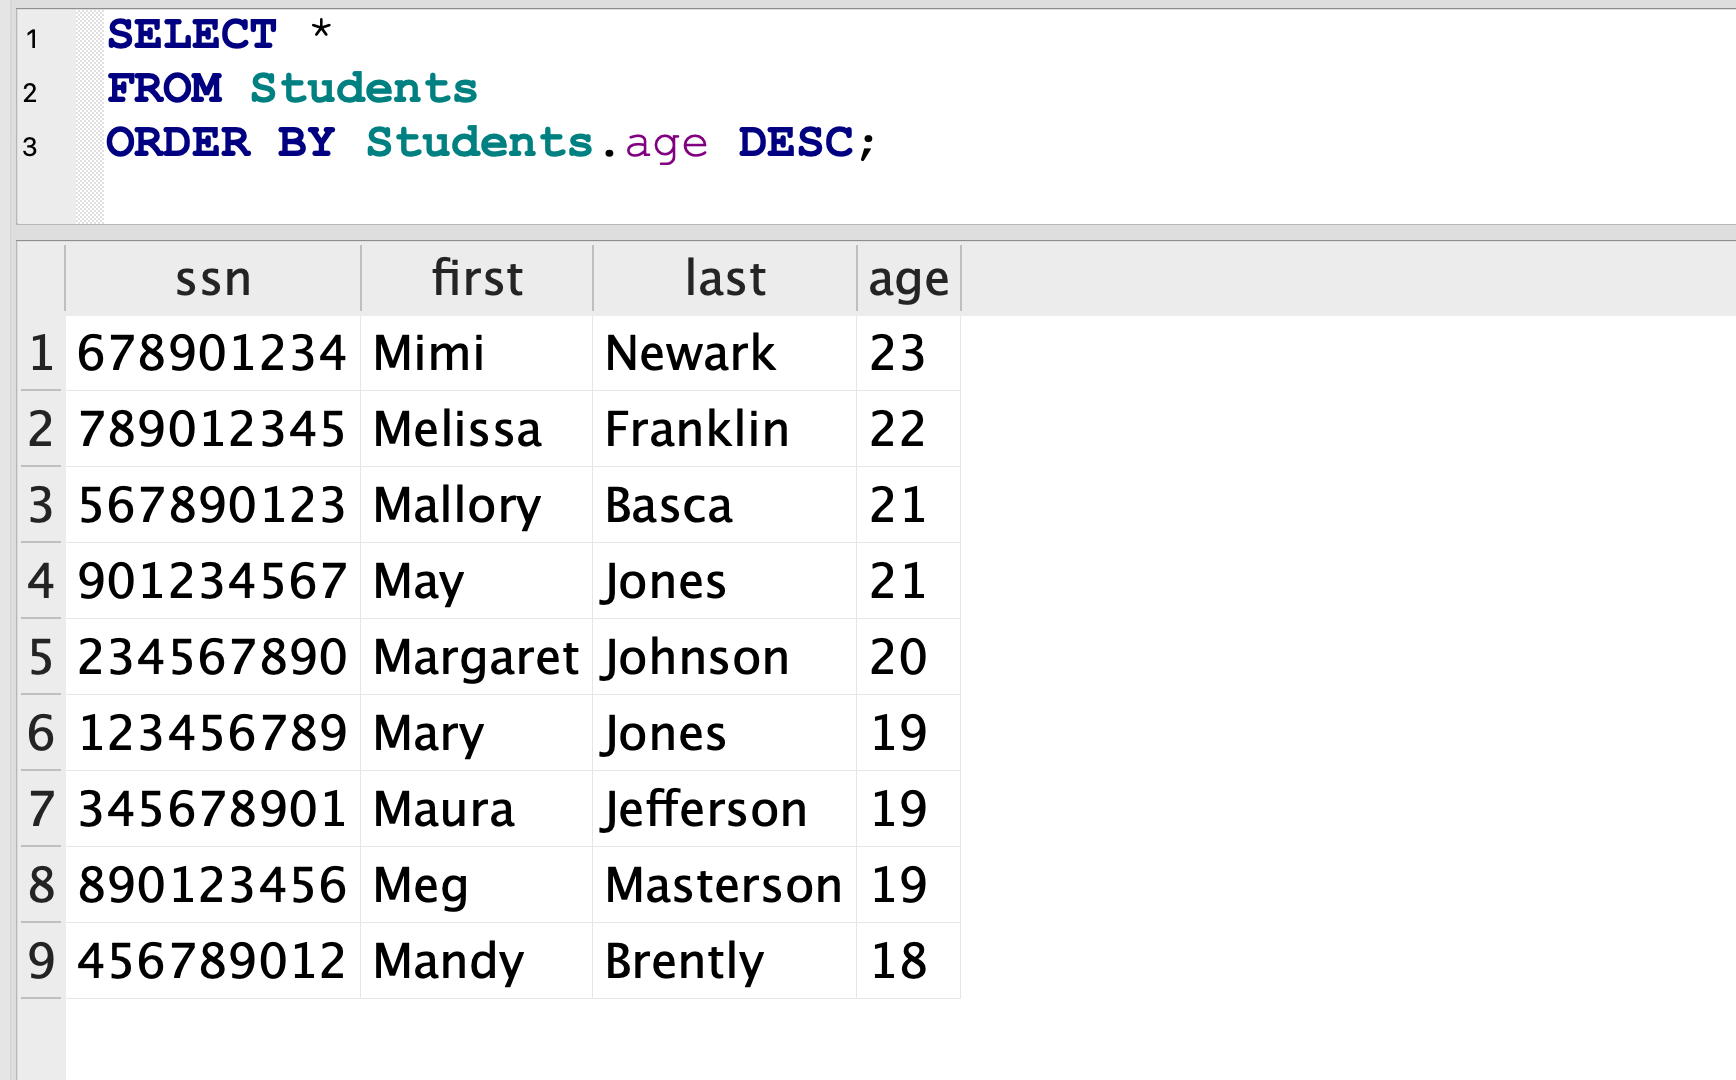 1 SELECT *
2 FROM Students
3 ORDER BY Students.age DESC;
ssn first last age
1 678901234 Mimi Newark 23
2 789012345 Melissa Franklin 22
3 567890123 Mallory Basca 21
4 901234567 May Jones 21
5 234567890 Margaret Johnson 20
6 123456789 Mary Jones 19
7 345678901 Maura Jefferson 19
8 890123456 Meg Masterson 19
9 456789012 Mandy Brently 18